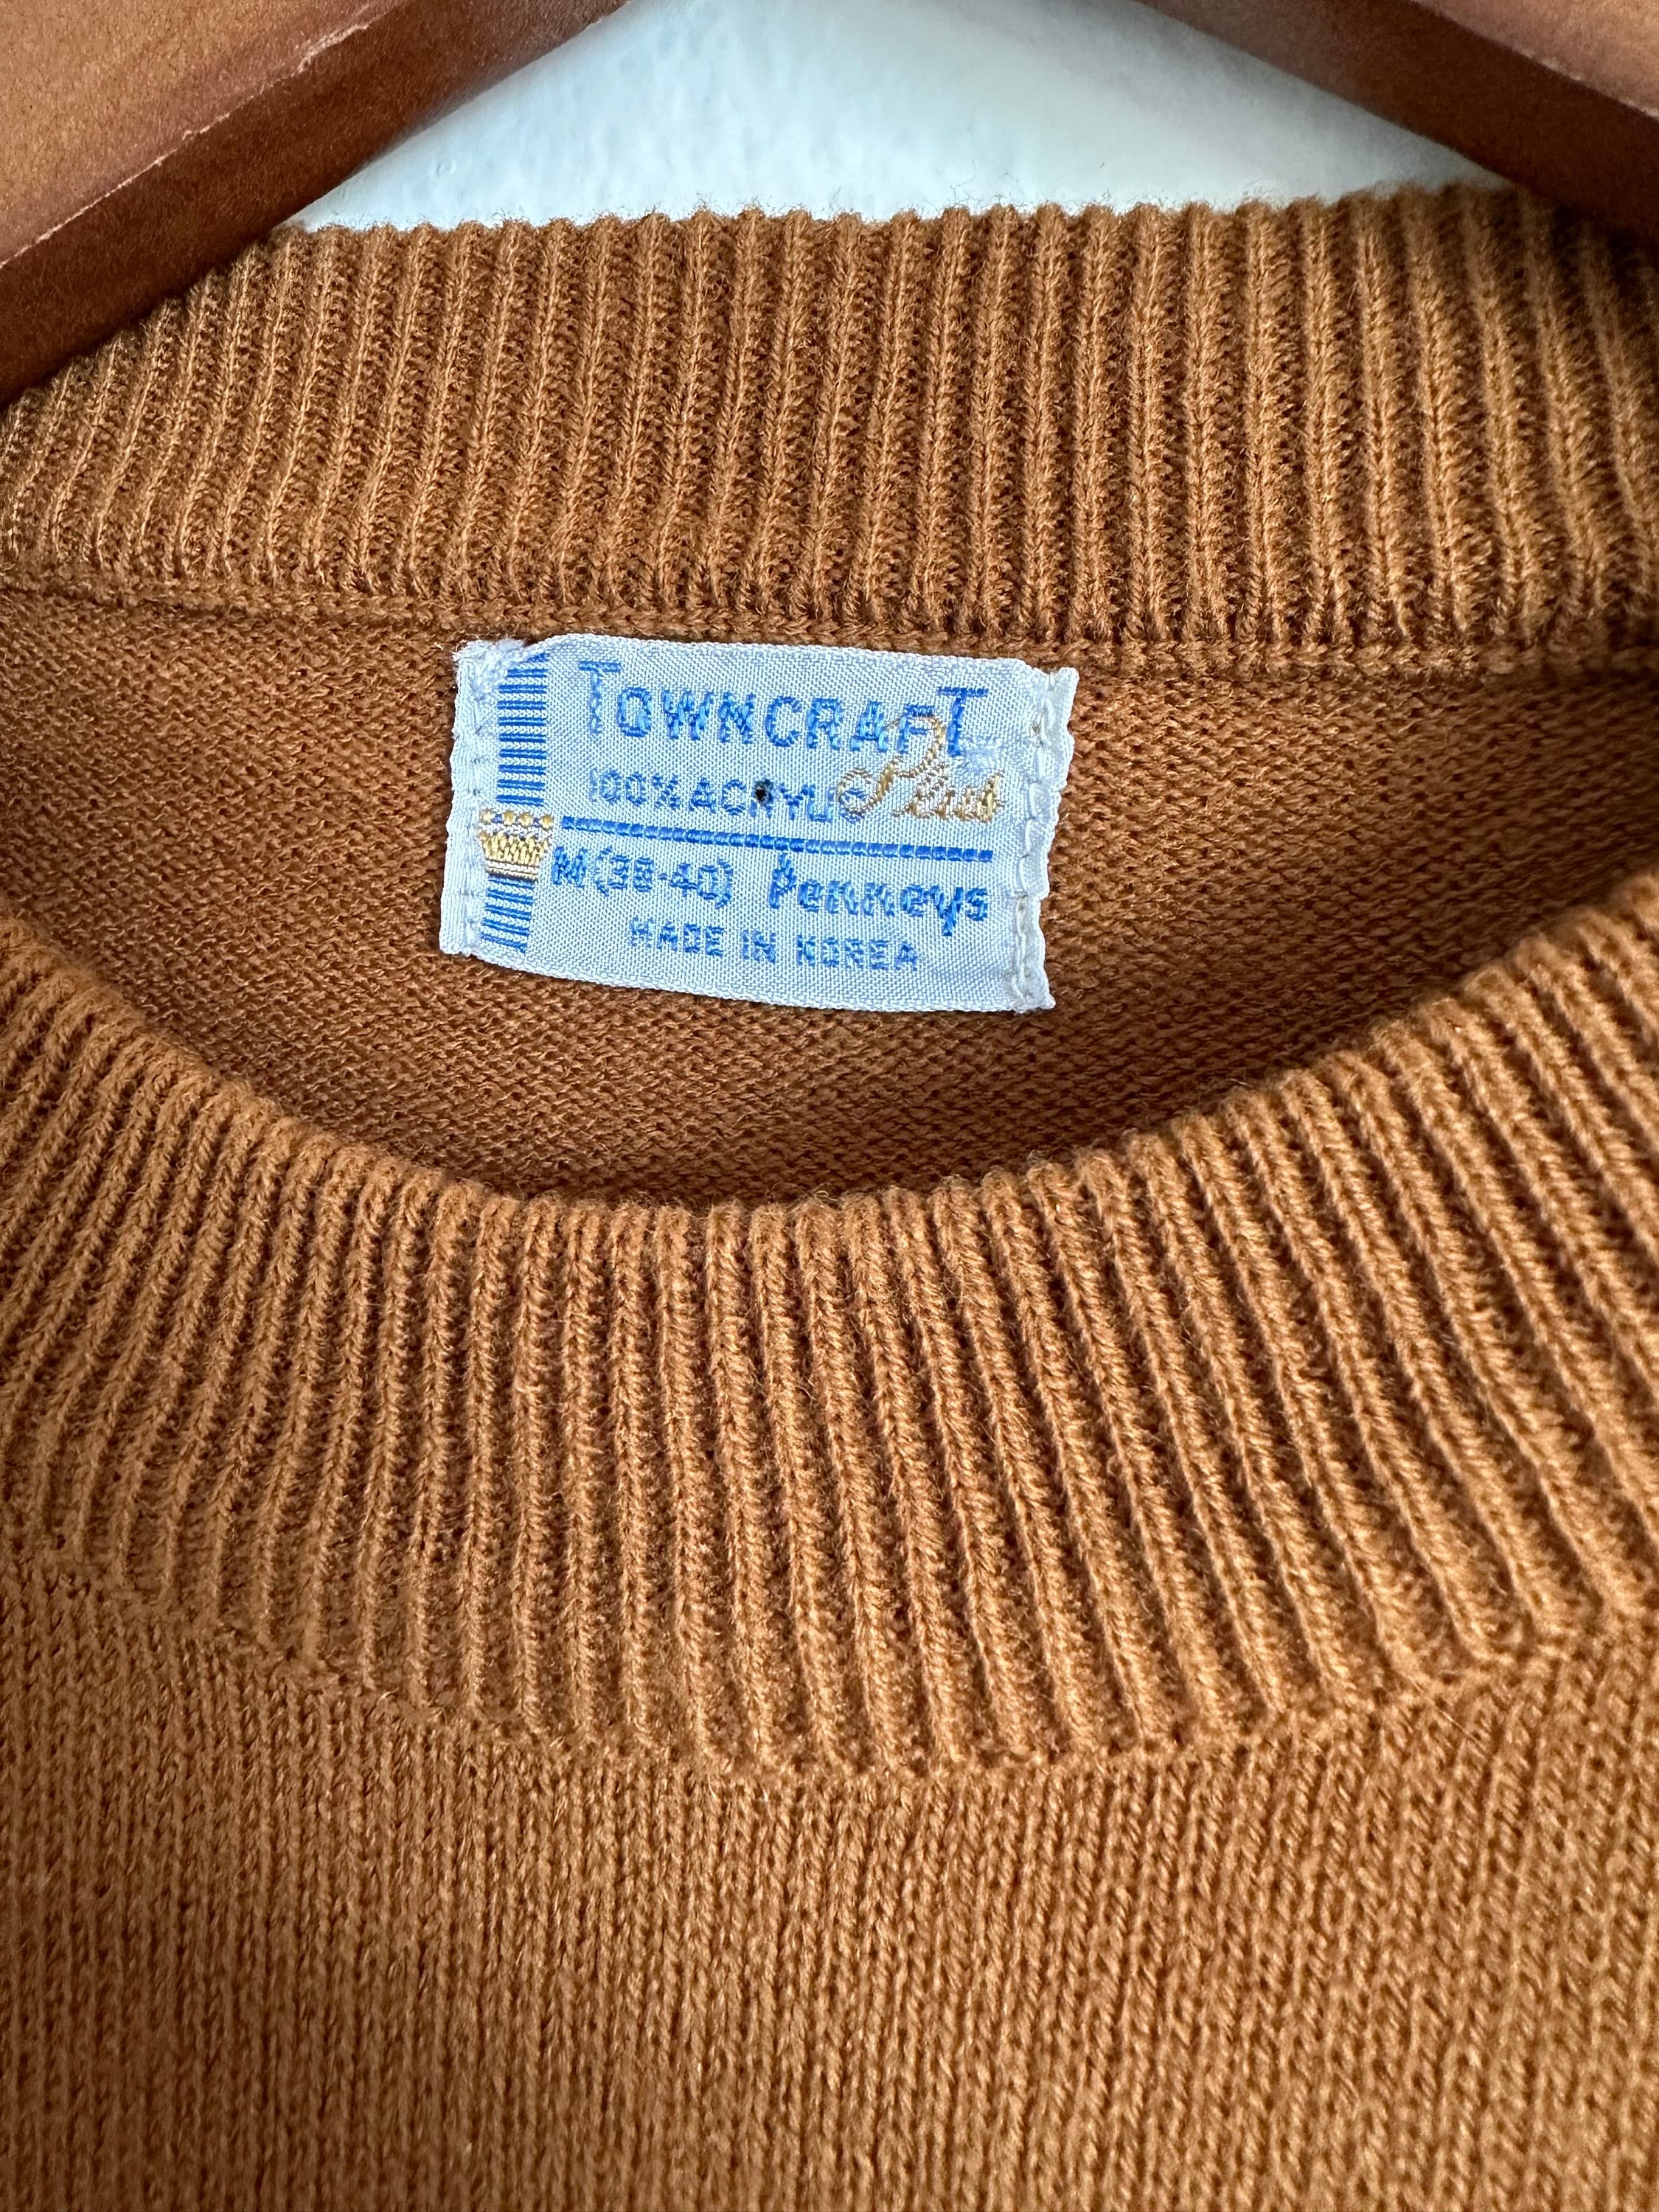 TOWNCRAFT
Plus
100% ACRYLIC
M(38-40) Penneys
MADE IN KOREA